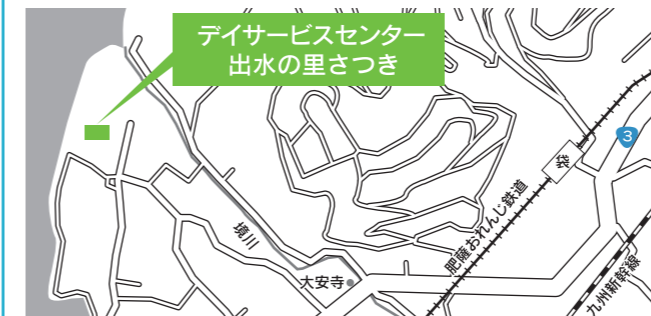 デイサービスセンター
出水の里さつき
3
袋
肥薩おれんじ鉄道
境川
大安寺
九州新幹線